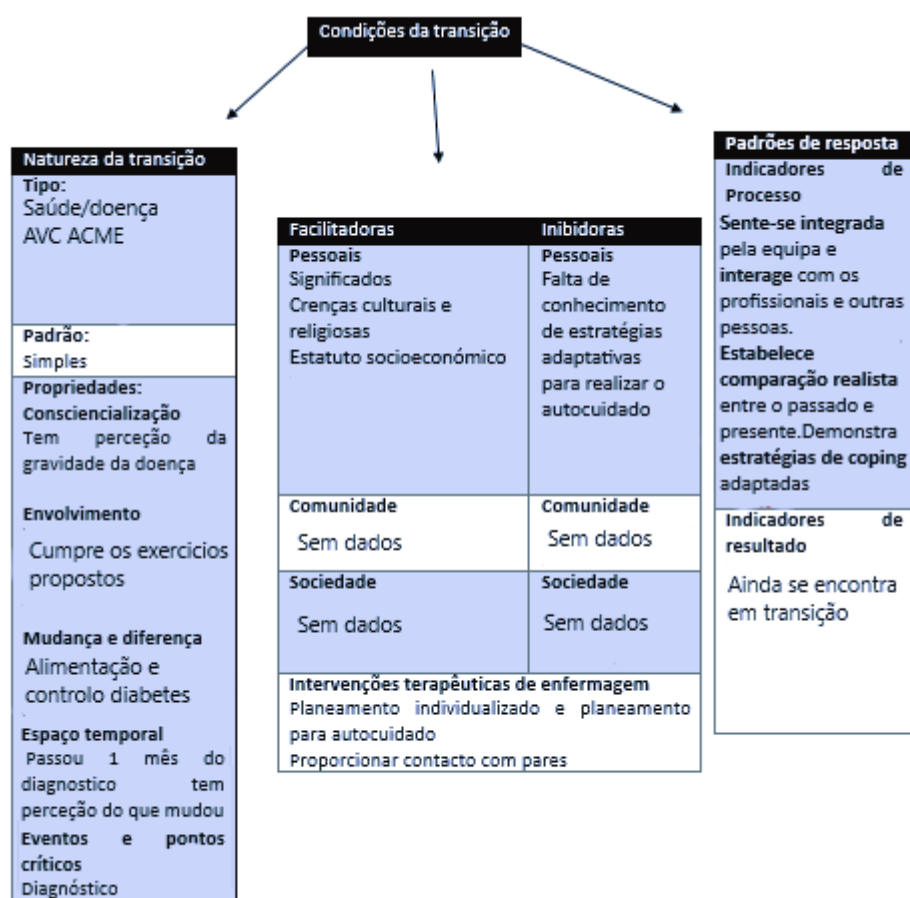 Condições da transição
Natureza da transição
Tipo:
Saúde/doença
AVC ACME
Padrão:
Simples
Propriedades:
Consciencialização
Tem perceção da
gravidade da doença
Envolvimento
Cumpre os exercicios
propostos
Mudança e diferença
Alimentação e
controlo diabetes
Espaço temporal
Passou 1 mês do
diagnostico tem
perceção do que mudou
Eventos e pontos
críticos
Diagnóstico
Facilitadoras
Pessoais
Significados
Crenças culturais e
religiosas
Estatuto socioeconómico
Comunidade
Sem dados
Sociedade
Sem dados
Inibidoras
Pessoais
Falta de
conhecimento
de estratégias
adaptativas
para realizar o
autocuidado
Comunidade
Sem dados
Sociedade
Sem dados
Intervenções terapêuticas de enfermagem
Planeamento individualizado e planeamento
para autocuidado
Proporcionar contacto com pares
Padrões de resposta
Indicadores de
Processo
Sente-se integrada
pela equipa e
interage com os
profissionais e outras
pessoas.
Estabelece
comparação realista
entre o passado e
presente.Demonstra
estratégias de coping
adaptadas
Indicadores de
resultado
Ainda se encontra
em transição